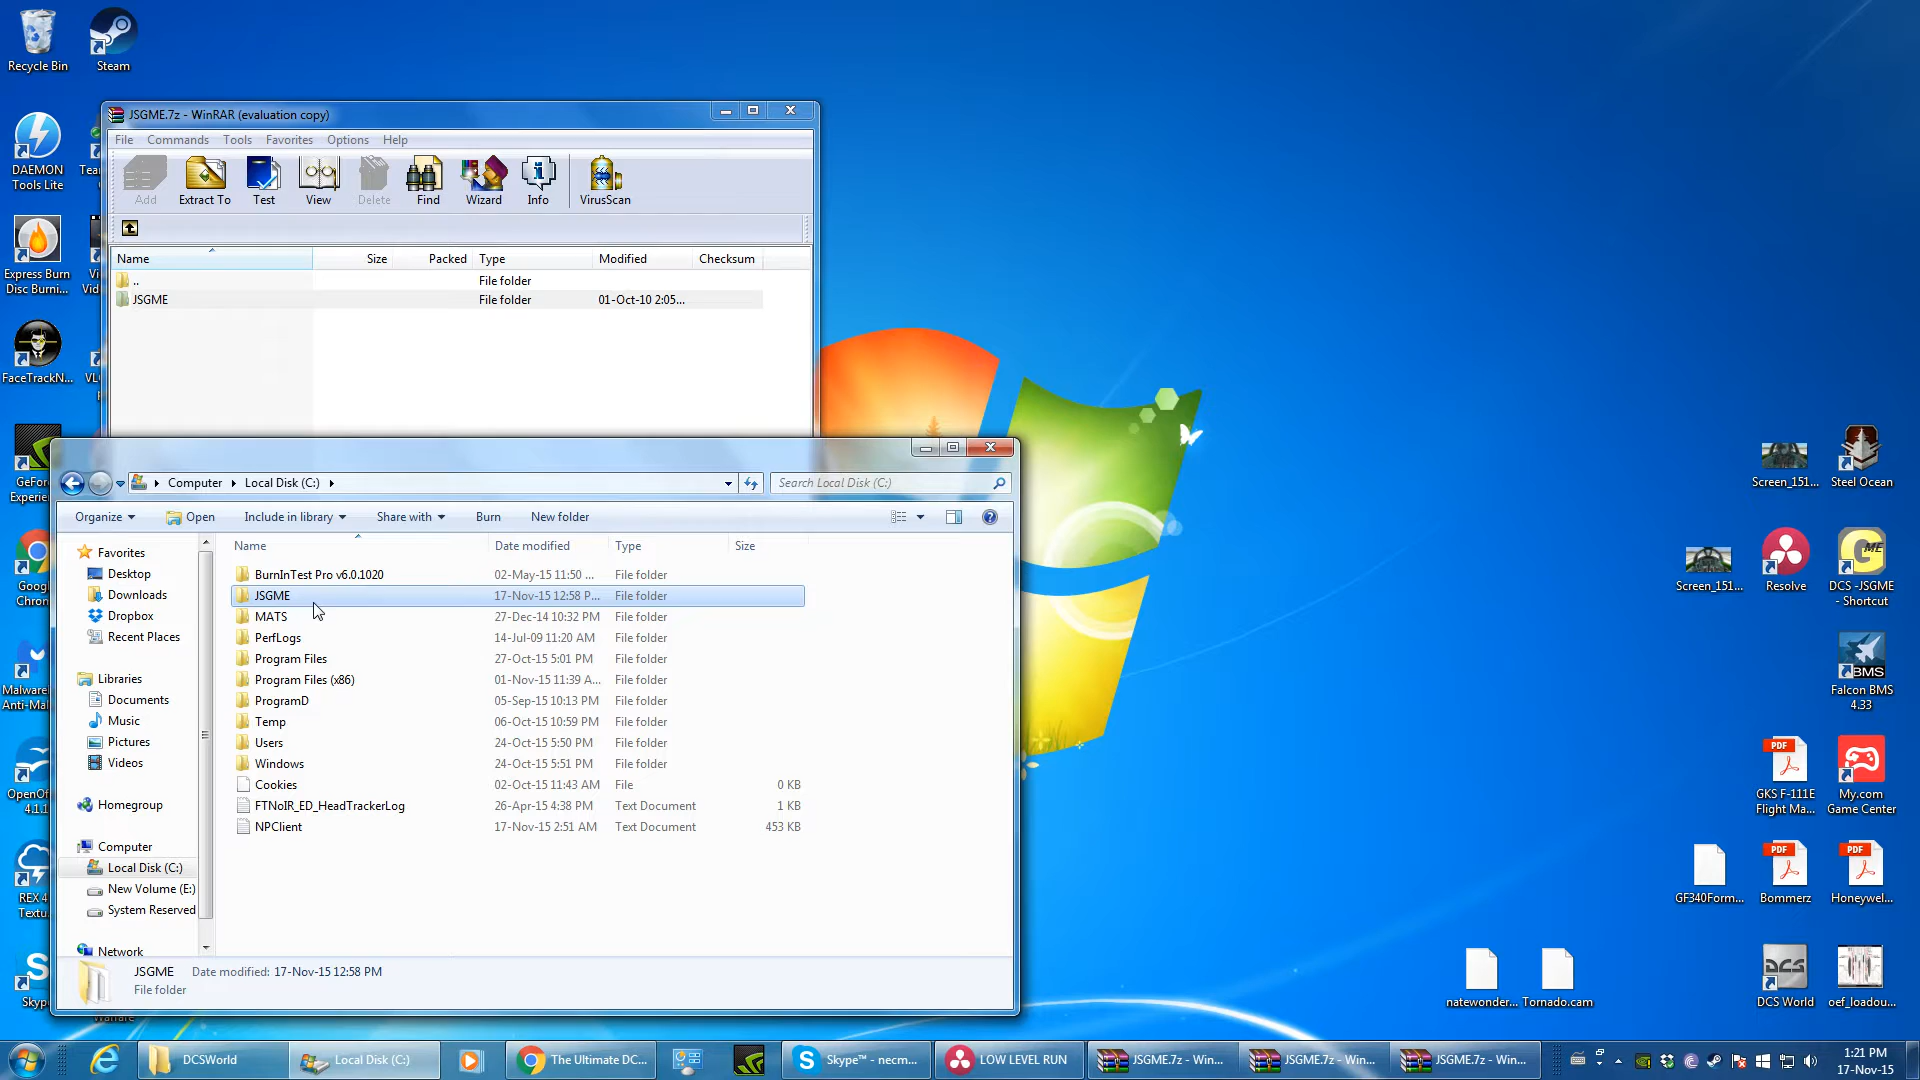 Recycle Bin
Steam
DAEMON
Tools Lite
Express Burn
Disc Burni...
FaceTrackN...
JSGME.7z - WinRAR (evaluation copy)
File Commands Tools Favorites Options Help
Add Extract To Test View Delete Find Wizard Info VirusScan
Name Size Packed Type Modified Checksum
.. File folder
JSGME File folder 01-Oct-10 2:05...
Computer Local Disk (C:)
Search Local Disk (C:)
Organize Open Include in library Share with Burn New folder
Name Date modified Type Size
BurnInTest Pro v6.0.1020 02-May-15 11:50 ... File folder
JSGME 17-Nov-15 12:58 P... File folder
MATS 27-Dec-14 10:32 PM File folder
PerfLogs 14-Jul-09 11:20 AM File folder
Program Files 27-Oct-15 5:01 PM File folder
Program Files (x86) 01-Nov-15 11:39 A... File folder
ProgramD 05-Sep-15 10:13 PM File folder
Temp 06-Oct-15 10:59 PM File folder
Users 24-Oct-15 5:50 PM File folder
Windows 24-Oct-15 5:51 PM File folder
Cookies 02-Oct-15 11:43 AM File 0 KB
FTNoIR_ED_HeadTrackerLog 26-Apr-15 4:38 PM Text Document 1 KB
NPClient 17-Nov-15 2:51 AM Text Document 453 KB
Favorites
Desktop
Downloads
Dropbox
Recent Places
Libraries
Documents
Music
Pictures
Videos
Homegroup
Computer
Local Disk (C:)
New Volume (E:)
System Reserved
Network
JSGME Date modified: 17-Nov-15 12:58 PM
File folder
Screen_151...
Steel Ocean
Screen_151...
Resolve
DCS -JSGME
- Shortcut
BMS
Falcon BMS
4.33
PDF
GKS F-111E
Flight Ma...
My.com
Game Center
GF340Form...
PDF
Bommerz
PDF
Honeywel...
natewonder...
Tornado.cam
DCS
DCS World
oef_loadou...
DCSWorld
Local Disk (C:)
The Ultimate DC...
Skype™ - necm...
LOW LEVEL RUN
JSGME.7z - Win...
JSGME.7z - Win...
JSGME.7z - Win...
1:21 PM
17-Nov-15